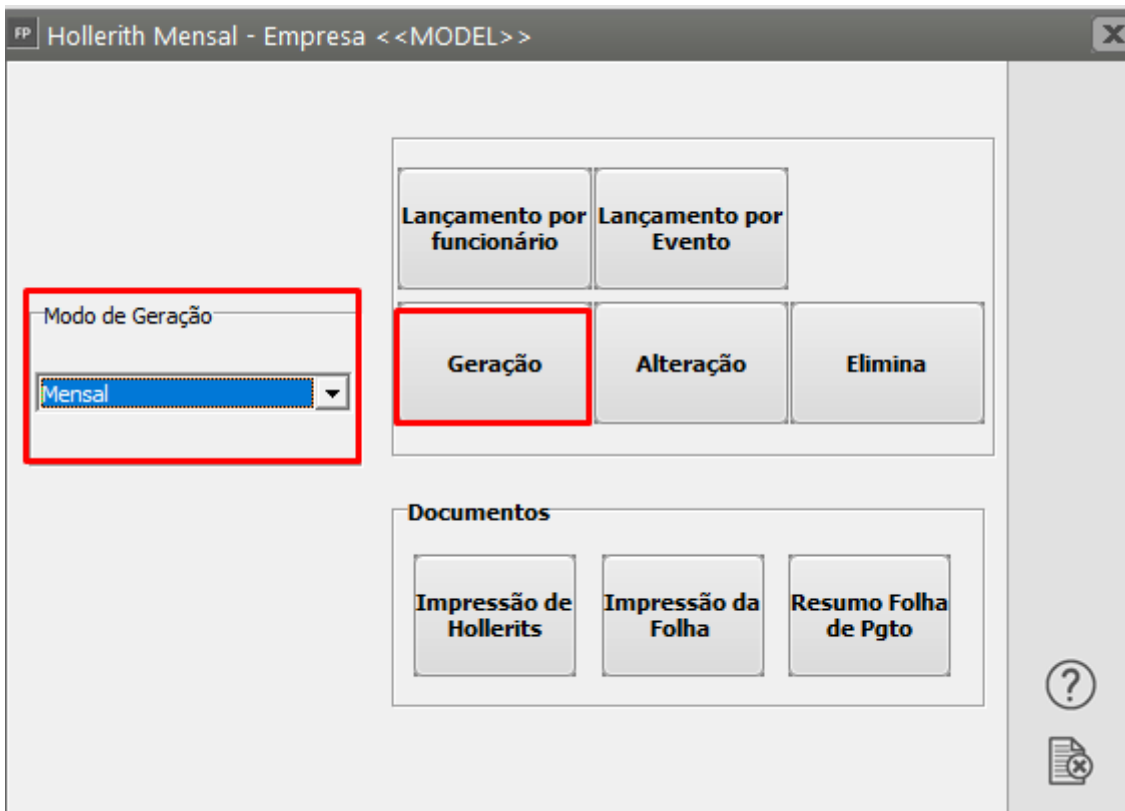 FP Hollerith Mensal - Empresa <<MODEL>>
Lançamento por
funcionário
Lançamento por
Evento
Modo de Geração
Mensal
Geração
Alteração
Elimina
Documentos
Impressão de
Hollerits
Impressão da
Folha
Resumo Folha
de Pgto
?